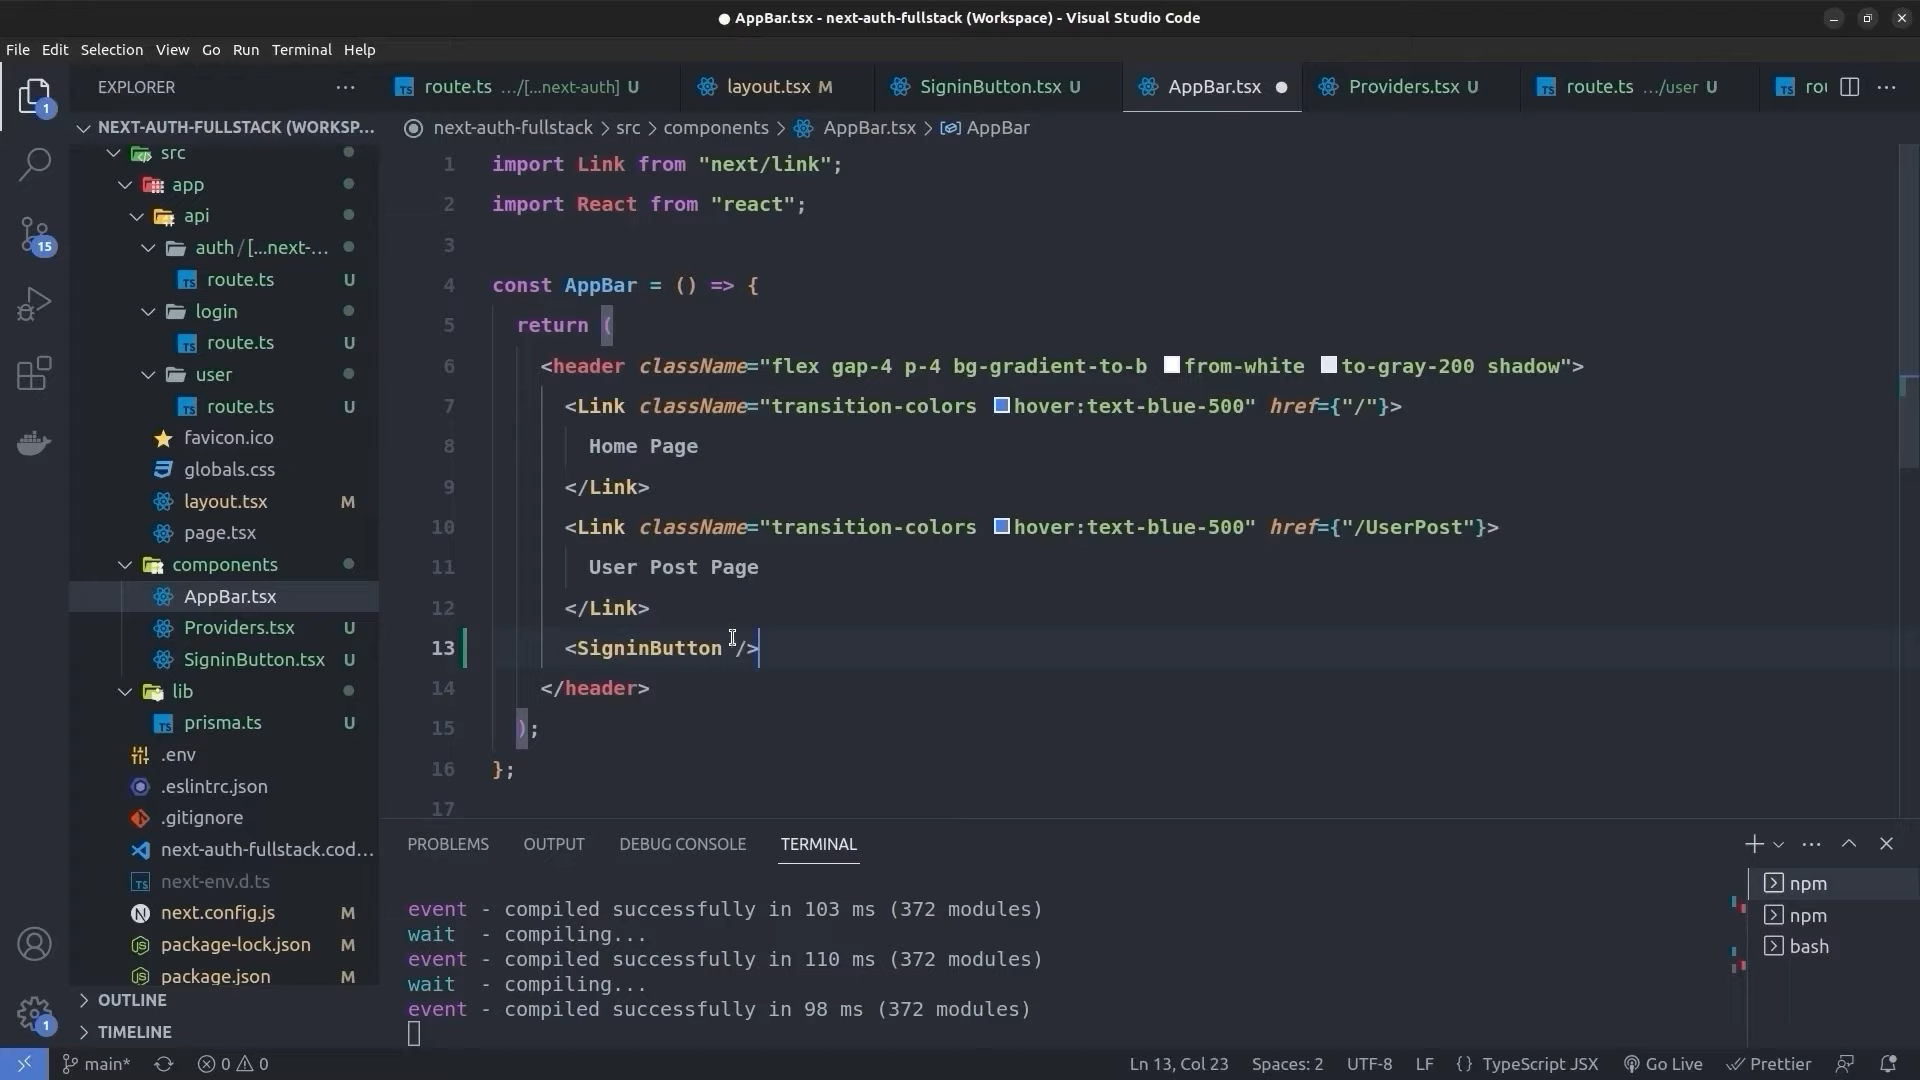 AppBar.tsx - next-auth-fullstack (Workspace) - Visual Studio Code
File Edit Selection View Go Run Terminal Help
EXPLORER
NEXT-AUTH-FULLSTACK (WORKSP...
src
app
api
auth / [...next-...
route.ts U
login
route.ts U
user
route.ts U
favicon.ico
globals.css
layout.tsx M
page.tsx
components
AppBar.tsx
Providers.tsx U
SigninButton.tsx U
lib
prisma.ts U
.env
.eslintrc.json
.gitignore
next-auth-fullstack.cod...
next-env.d.ts
next.config.js M
package-lock.json M
package.json M
OUTLINE
TIMELINE
1
15
1
route.ts .../[...next-auth] U
layout.tsx M
SigninButton.tsx U
AppBar.tsx
Providers.tsx U
route.ts .../user U
next-auth-fullstack > src > components > AppBar.tsx > AppBar
1 import Link from "next/link";
2 import React from "react";
3
4 const AppBar = () => {
5 return (
6 <header className="flex gap-4 p-4 bg-gradient-to-b from-white to-gray-200 shadow">
7 <Link className="transition-colors hover:text-blue-500" href={"/"}>
8 Home Page
9 </Link>
10 <Link className="transition-colors hover:text-blue-500" href={"/UserPost"}>
11 User Post Page
12 </Link>
13 <SigninButton />
14 </header>
15 );
16 };
17
PROBLEMS OUTPUT DEBUG CONSOLE TERMINAL
event - compiled successfully in 103 ms (372 modules)
wait - compiling...
event - compiled successfully in 110 ms (372 modules)
wait - compiling...
event - compiled successfully in 98 ms (372 modules)
npm
npm
bash
main* 0 0 Ln 13, Col 23 Spaces: 2 UTF-8 LF {} TypeScript JSX Go Live Prettier